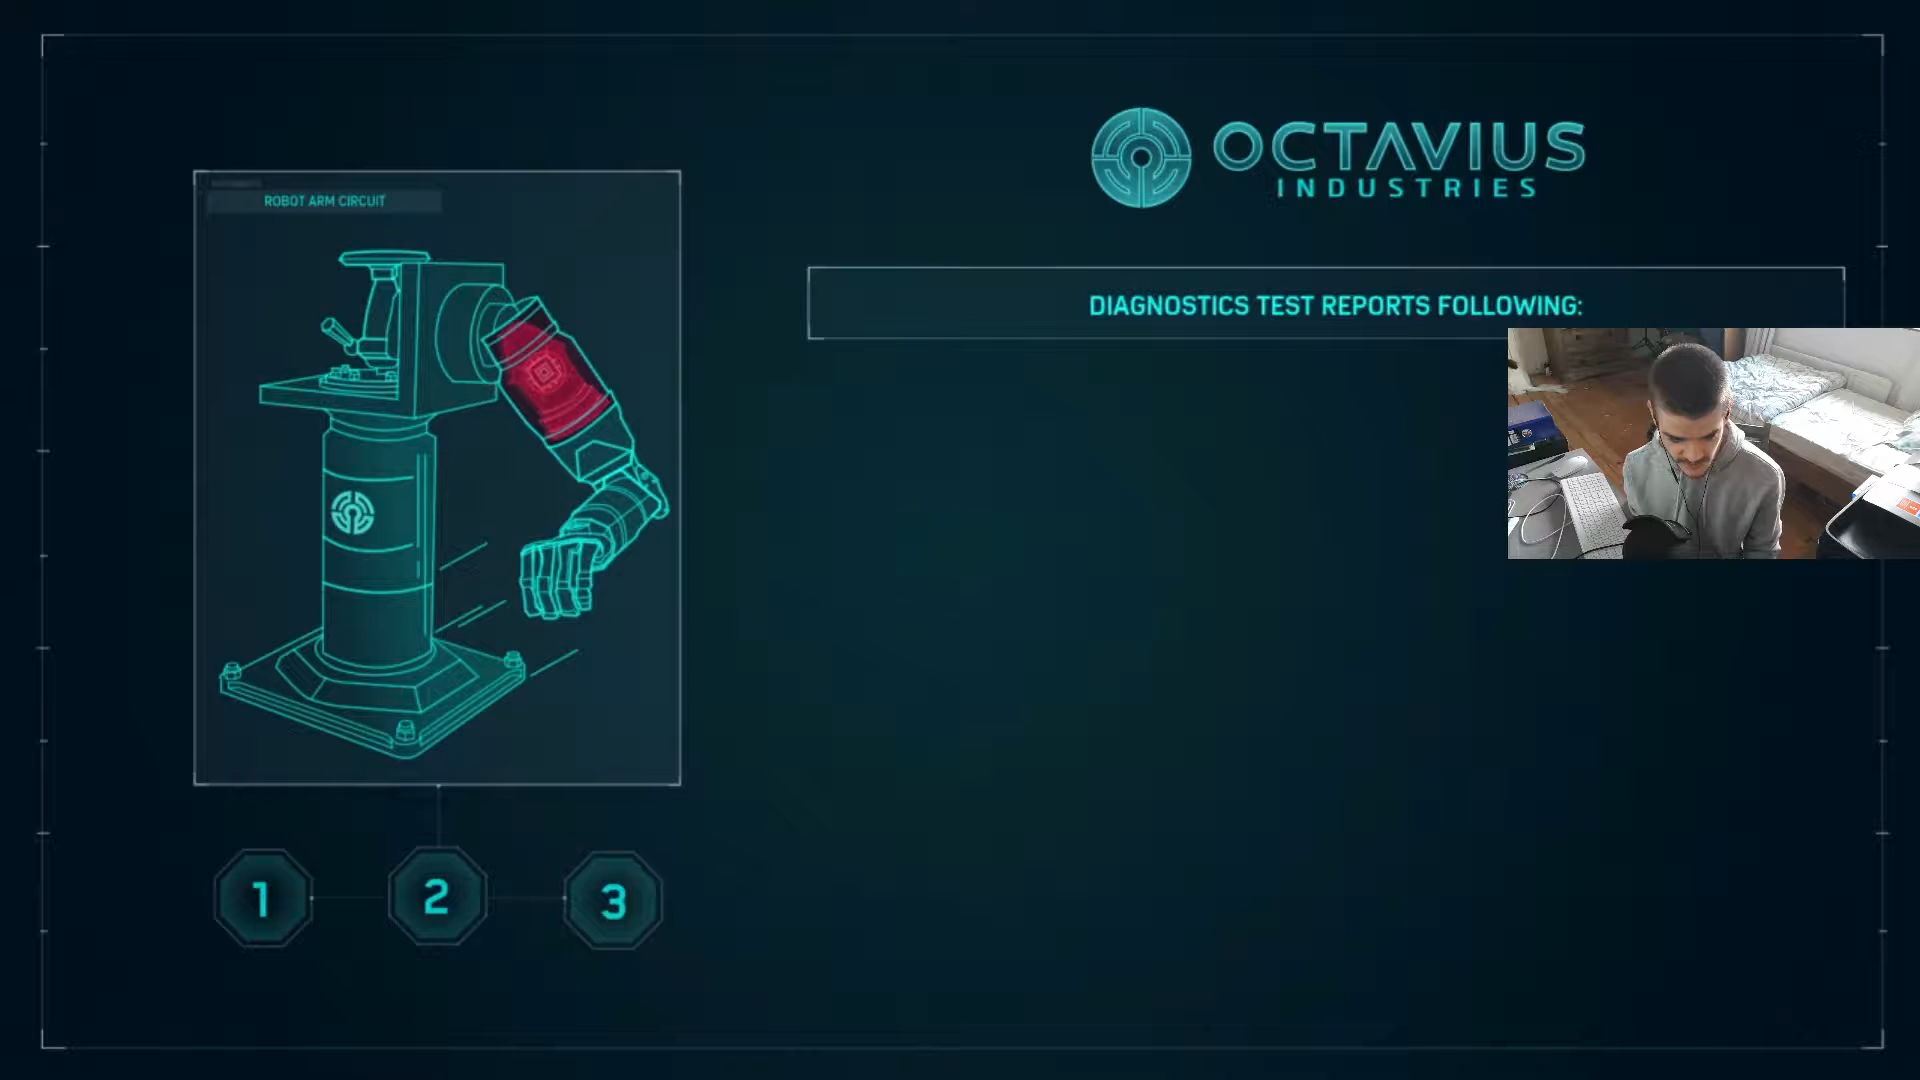 OCTAVIUS
INDUSTRIES
ROBOT ARM CIRCUIT
DIAGNOSTICS TEST REPORTS FOLLOWING:
1
2
3